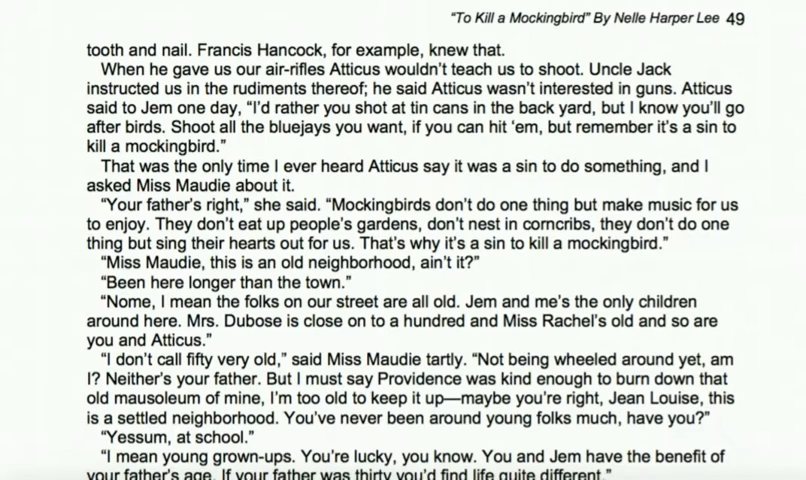 “To Kill a Mockingbird” By Nelle Harper Lee 49
tooth and nail. Francis Hancock, for example, knew that.
When he gave us our air-rifles Atticus wouldn’t teach us to shoot. Uncle Jack
instructed us in the rudiments thereof; he said Atticus wasn’t interested in guns. Atticus
said to Jem one day, “I’d rather you shot at tin cans in the back yard, but I know you’ll go
after birds. Shoot all the bluejays you want, if you can hit ‘em, but remember it’s a sin to
kill a mockingbird.”
That was the only time I ever heard Atticus say it was a sin to do something, and I
asked Miss Maudie about it.
“Your father’s right,” she said. “Mockingbirds don’t do one thing but make music for us
to enjoy. They don’t eat up people’s gardens, don’t nest in corncribs, they don’t do one
thing but sing their hearts out for us. That’s why it’s a sin to kill a mockingbird.”
“Miss Maudie, this is an old neighborhood, ain’t it?”
“Been here longer than the town.”
“Nome, I mean the folks on our street are all old. Jem and me’s the only children
around here. Mrs. Dubose is close on to a hundred and Miss Rachel’s old and so are
you and Atticus.”
“I don’t call fifty very old,” said Miss Maudie tartly. “Not being wheeled around yet, am
I? Neither’s your father. But I must say Providence was kind enough to burn down that
old mausoleum of mine, I’m too old to keep it up—maybe you’re right, Jean Louise, this
is a settled neighborhood. You’ve never been around young folks much, have you?”
“Yessum, at school.”
“I mean young grown-ups. You’re lucky, you know. You and Jem have the benefit of
your father’s age. If your father was thirty you’d find life quite different.”